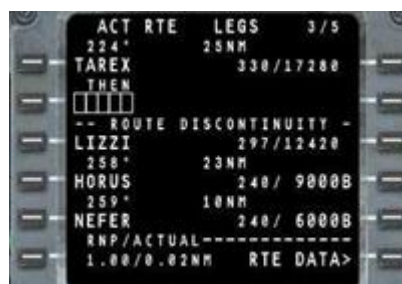 ACT RTE LEGS 3/5
224° 25NM
TAREX 330/17280
THEN
□□□□□
-- ROUTE DISCONTINUITY -
LIZZI 297/12420
258° 23NM
HORUS 240/ 9000B
259° 10NM
NEFER 240/ 6000B
RNP/ACTUAL------------
1.00/0.02NM RTE DATA>